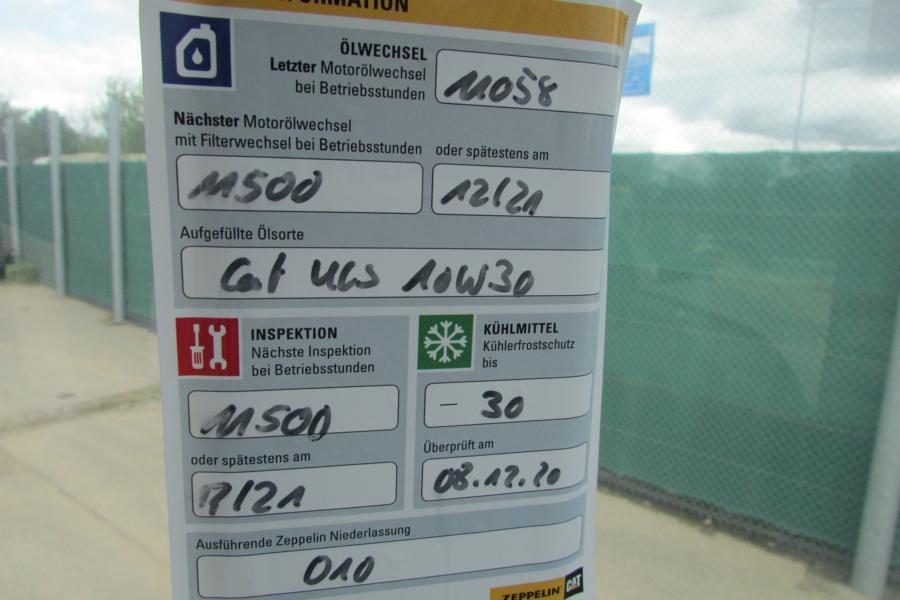 ORMATION
ÖLWECHSEL
Letzter Motorölwechsel
bei Betriebsstunden
11058
Nächster Motorölwechsel
mit Filterwechsel bei Betriebsstunden
oder spätestens am
11500
12/21
Aufgefüllte Ölsorte
Cat UCS 10W30
INSPEKTION
Nächste Inspektion
bei Betriebsstunden
11500
oder spätestens am
12/21
KÜHLMITTEL
Kühlerfrostschutz
bis
- 30
Überprüft am
08.12.20
Ausführende Zeppelin Niederlassung
010
ZEPPELIN CAT